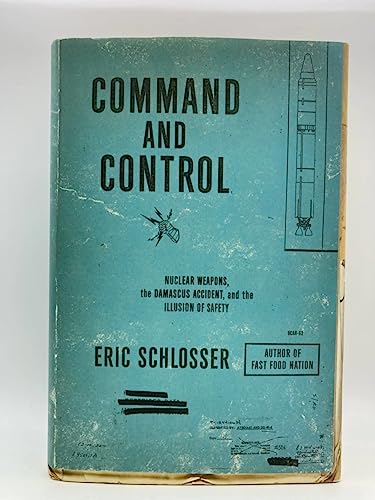 COMMAND
AND
CONTROL
NUCLEAR WEAPONS,
the DAMASCUS ACCIDENT, and the
ILLUSION OF SAFETY
ERIC SCHLOSSER
AUTHOR OF
FAST FOOD NATION